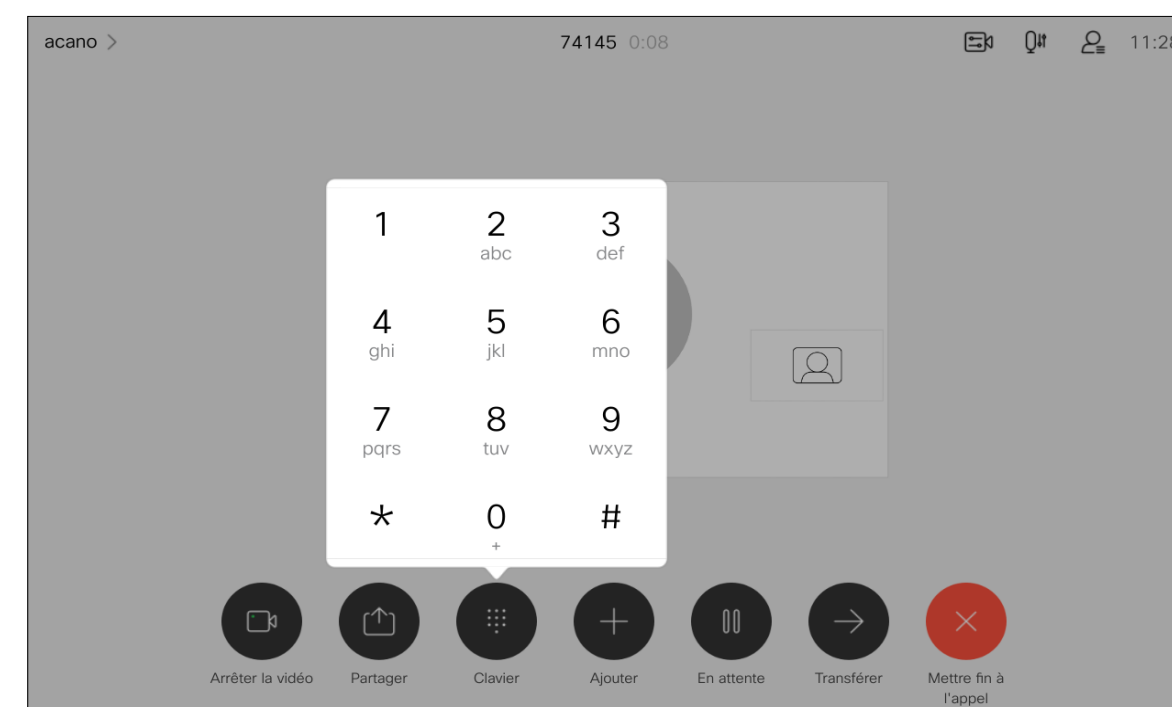 acano >
74145 0:08
11:28
1 2 3
abc def
4 5 6
ghi jkl mno
7 8 9
pqrs tuv wxyz
* 0 #
+
Arrêter la vidéo Partager Clavier Ajouter En attente Transférer Mettre fin à
l'appel